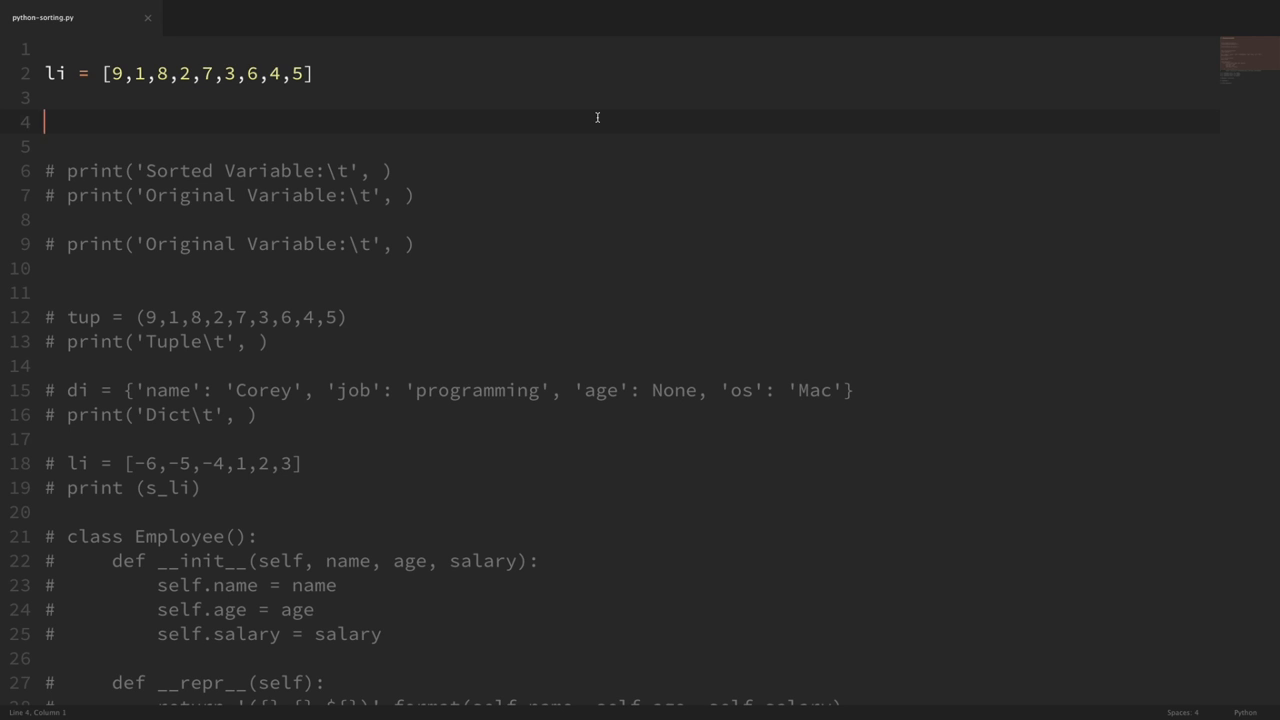 python-sorting.py
1
2 li = [9,1,8,2,7,3,6,4,5]
3
4
5
6 # print('Sorted Variable:\t', )
7 # print('Original Variable:\t', )
8
9 # print('Original Variable:\t', )
10
11
12 # tup = (9,1,8,2,7,3,6,4,5)
13 # print('Tuple\t', )
14
15 # di = {'name': 'Corey', 'job': 'programming', 'age': None, 'os': 'Mac'}
16 # print('Dict\t', )
17
18 # li = [-6,-5,-4,1,2,3]
19 # print (s_li)
20
21 # class Employee():
22 #     def __init__(self, name, age, salary):
23 #         self.name = name
24 #         self.age = age
25 #         self.salary = salary
26
27 #     def __repr__(self):
Line 4, Column 1
Spaces: 4
Python